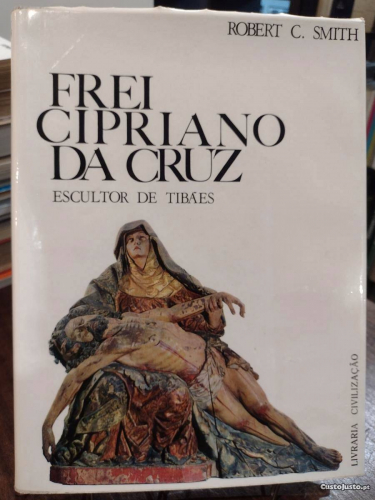 ROBERT C. SMITH
FREI
CIPRIANO
DA CRUZ
ESCULTOR DE TIBÃES
LIVRARIA CIVILIZAÇÃO
CustoJusto.pt